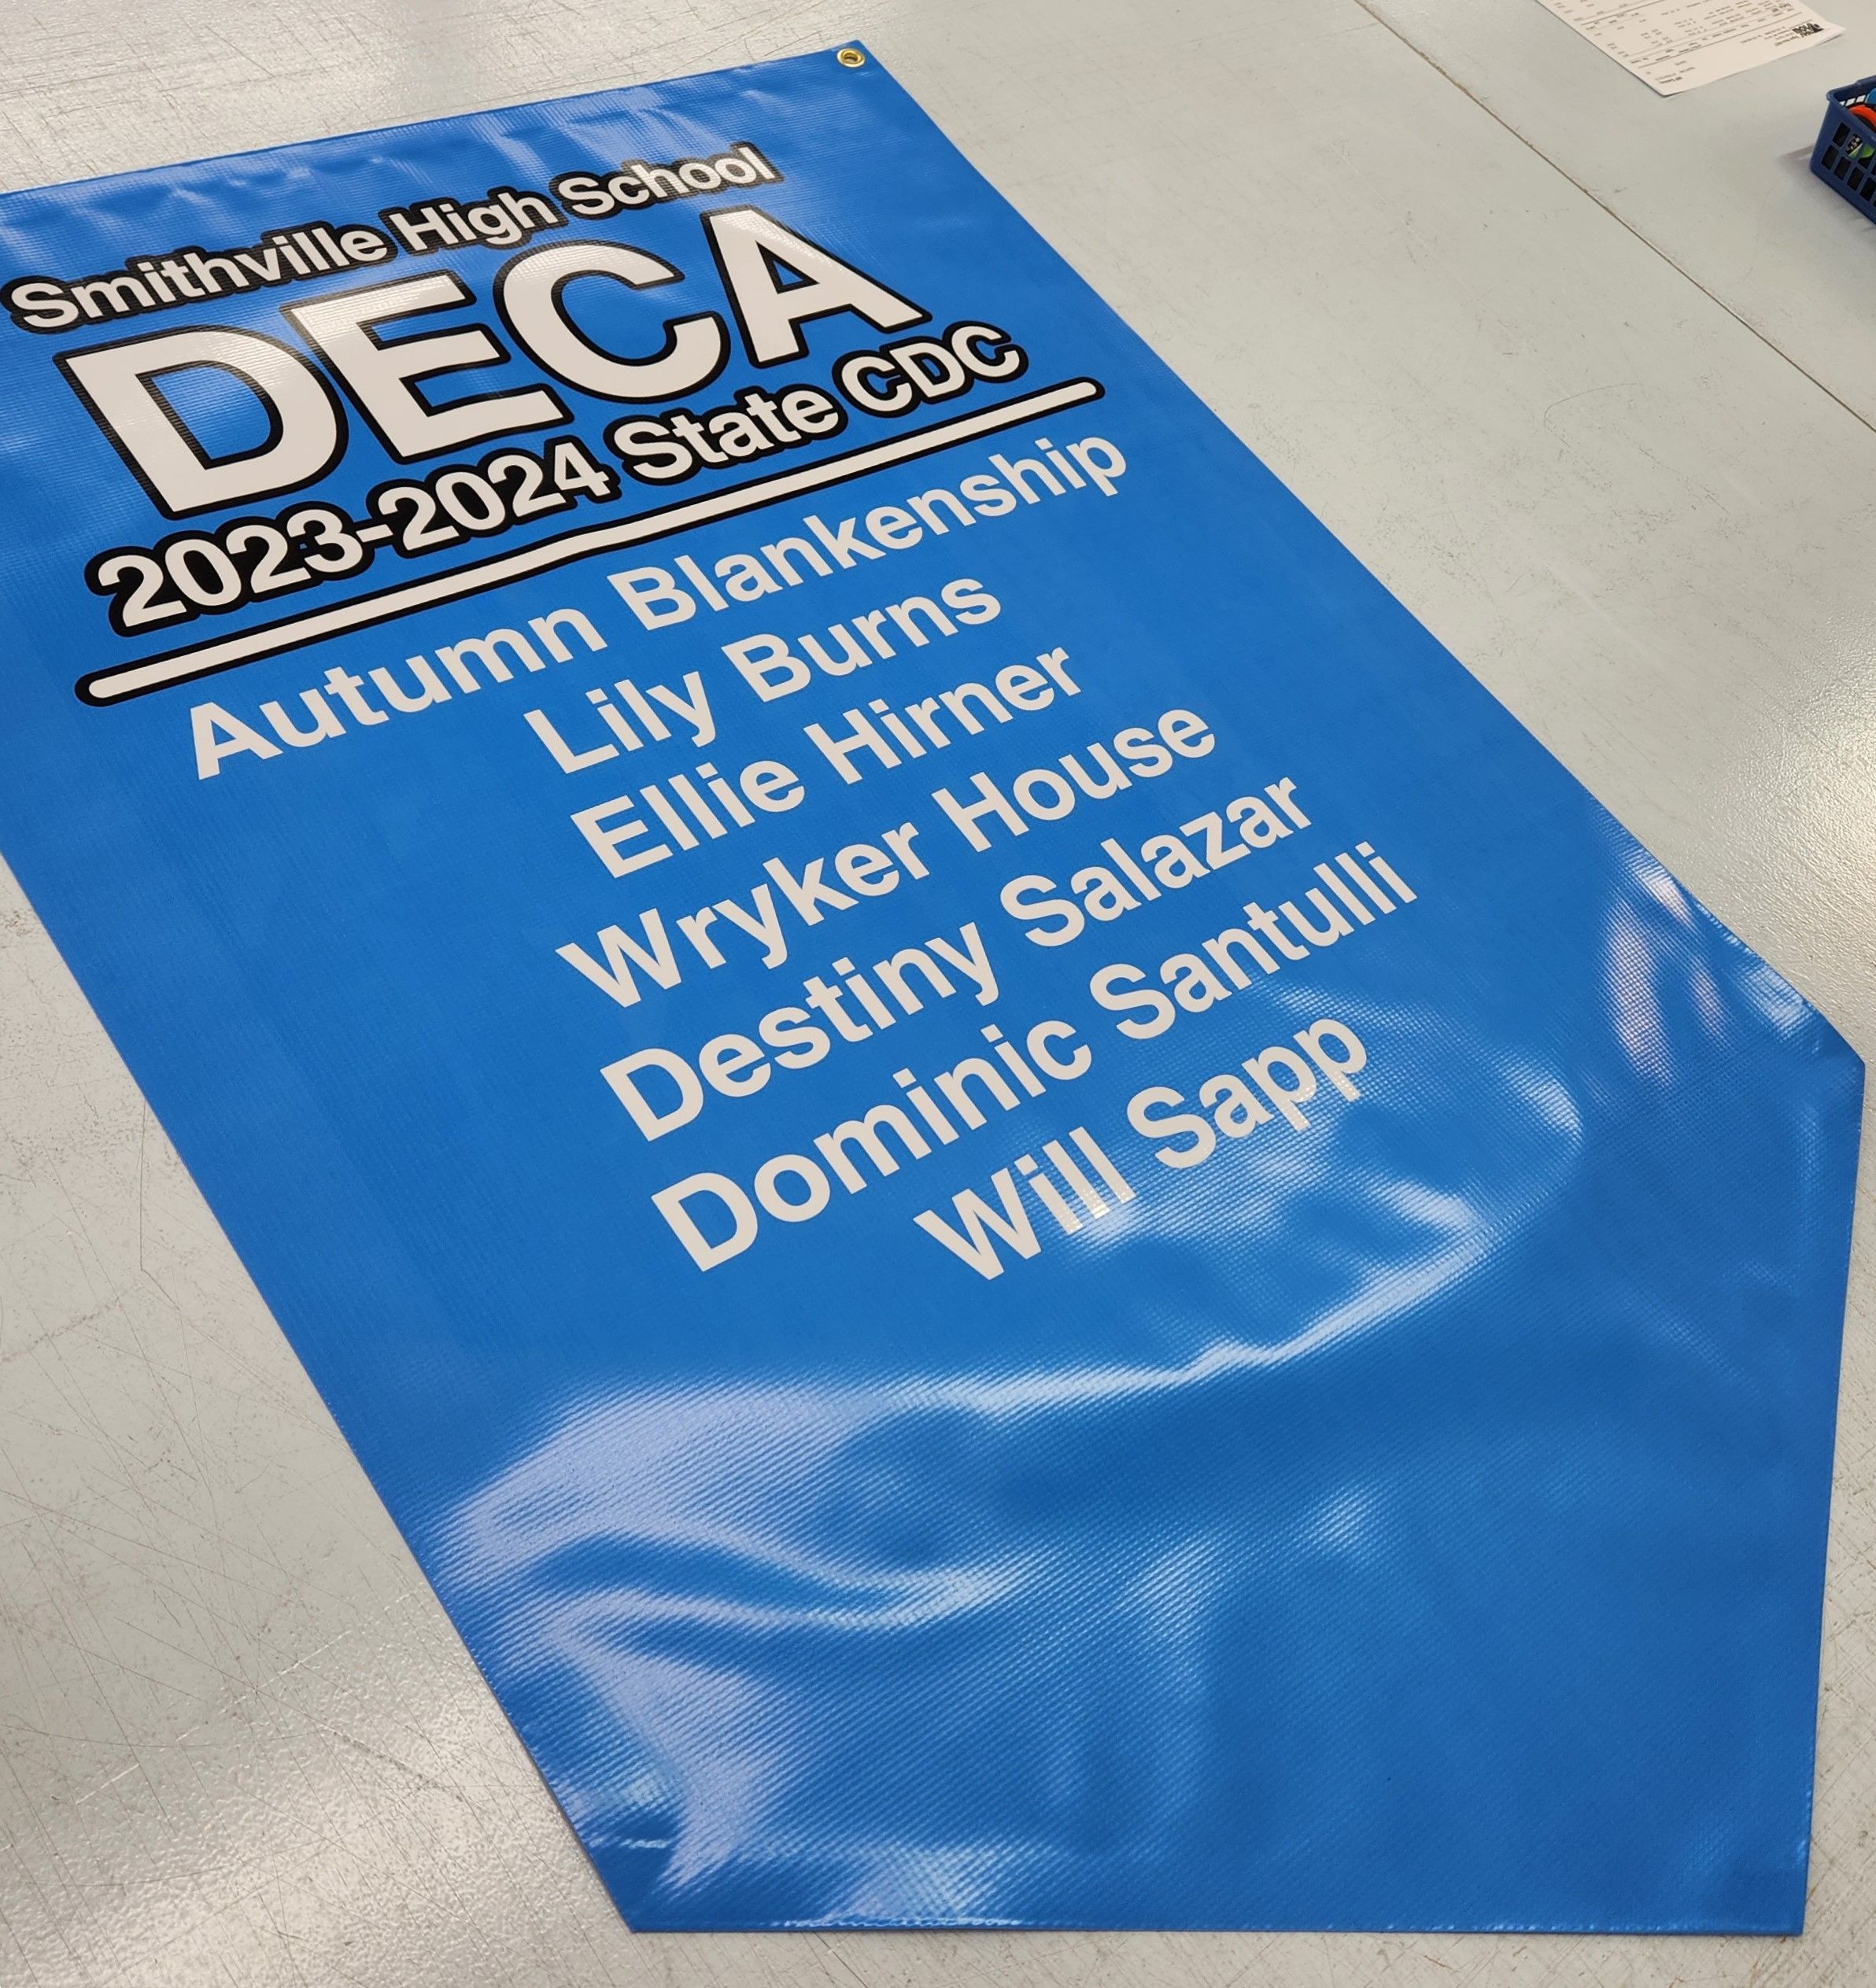 Smithville High School
DECA
2023-2024 State CDC
Autumn Blankenship
Lily Burns
Ellie Hirner
Wryker House
Destiny Salazar
Dominic Santulli
Will Sapp